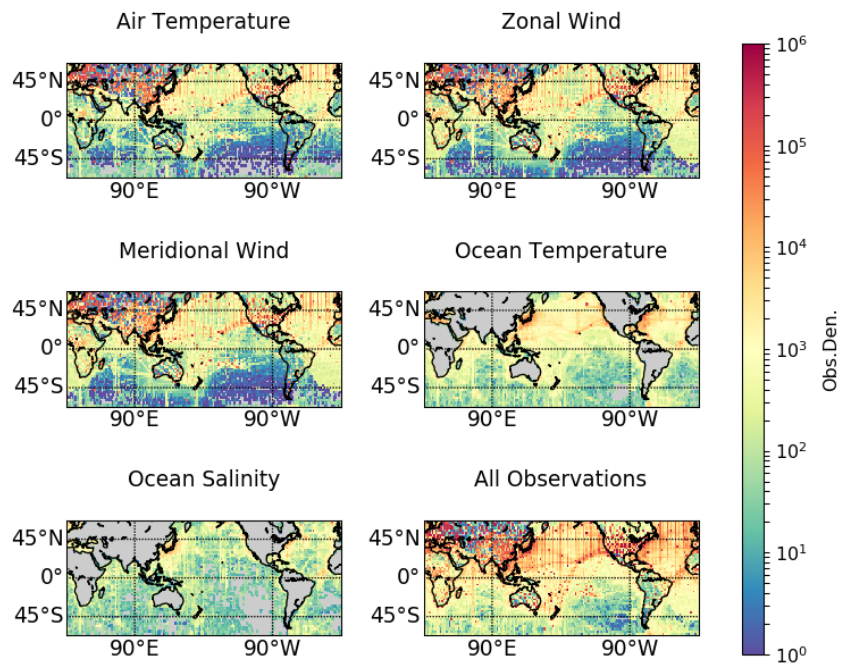 Air Temperature
Zonal Wind
45°N
0°
45°S
90°E
90°W
45°N
0°
45°S
90°E
90°W
Meridional Wind
Ocean Temperature
45°N
0°
45°S
90°E
90°W
45°N
0°
45°S
90°E
90°W
Ocean Salinity
All Observations
45°N
0°
45°S
90°E
90°W
45°N
0°
45°S
90°E
90°W
10⁶
10⁵
10⁴
10³
10²
10¹
10⁰
Obs.Den.